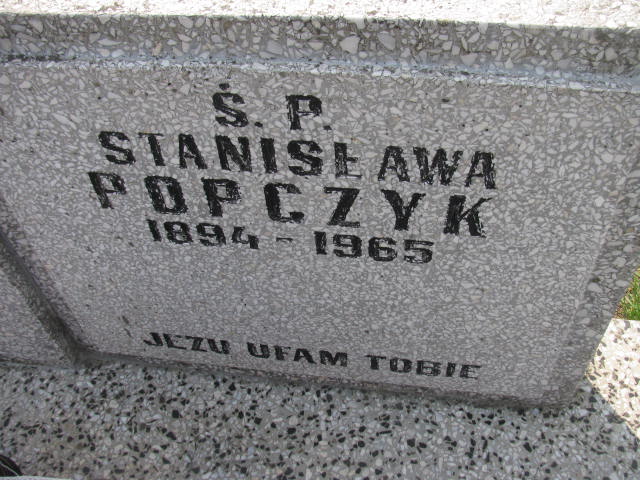 Ś. P.
STANISŁAWA
POPCZYK
1894 - 1965
JEZU UFAM TOBIE